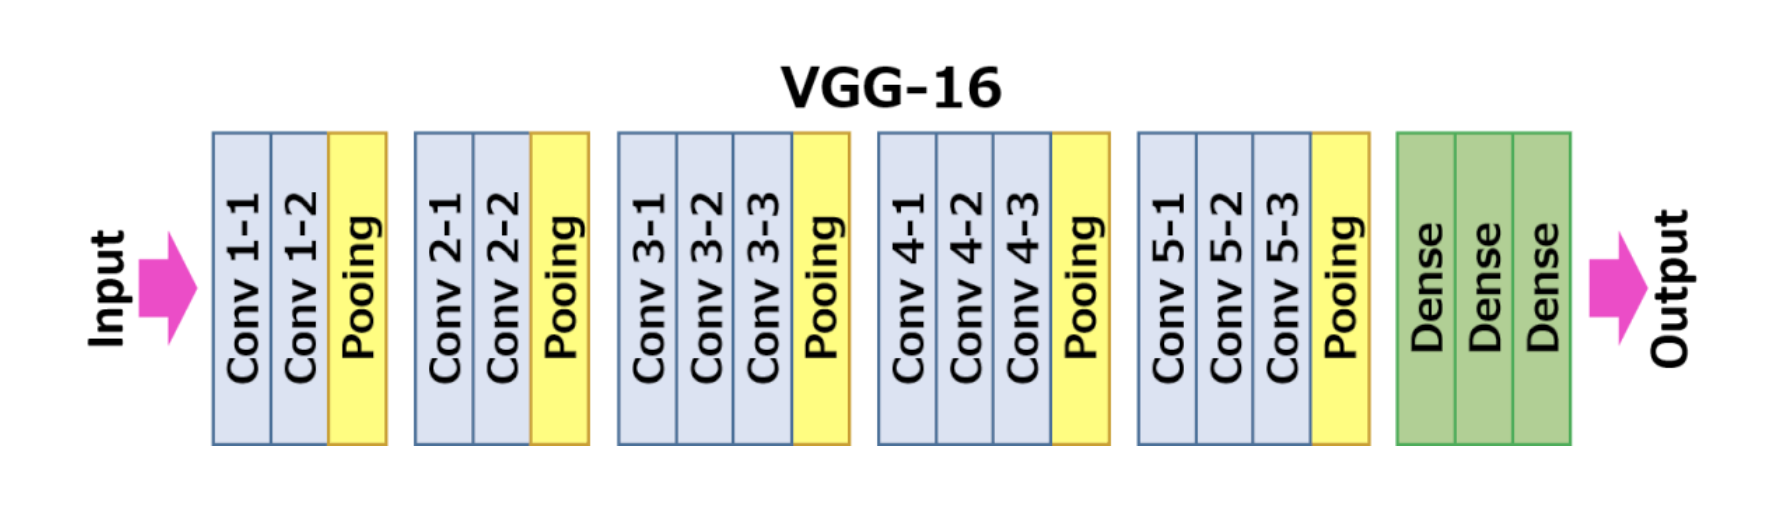 VGG-16
Input
Conv 1-1
Conv 1-2
Pooing
Conv 2-1
Conv 2-2
Pooing
Conv 3-1
Conv 3-2
Conv 3-3
Pooing
Conv 4-1
Conv 4-2
Conv 4-3
Pooing
Conv 5-1
Conv 5-2
Conv 5-3
Pooing
Dense
Dense
Dense
Output